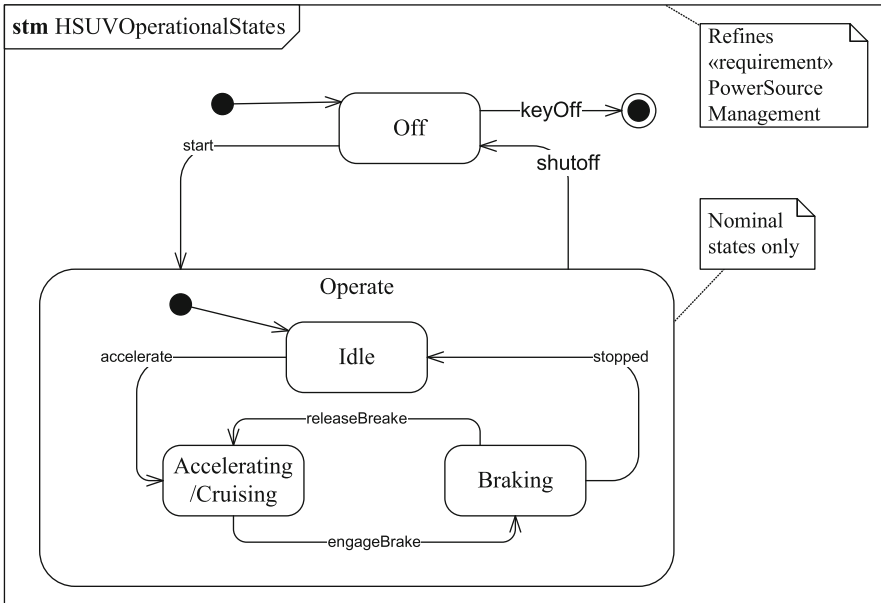 stm HSUVOperationalStates
Refines
«requirement»
PowerSource
Management
Off
keyOff
start
shutoff
Nominal
states only
Operate
Idle
accelerate
stopped
releaseBreake
Accelerating
/Cruising
Braking
engageBrake